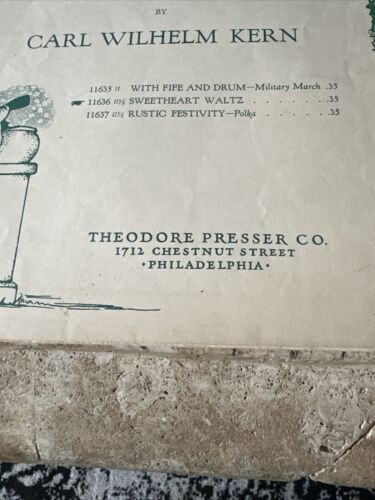 BY
CARL WILHELM KERN
11635 II WITH FIFE AND DRUM—Military March .35
☛ 11636 II½ SWEETHEART WALTZ . . . . . . .35
11637 II½ RUSTIC FESTIVITY—Polka . . . . . .35
THEODORE PRESSER CO.
1712 CHESTNUT STREET
·PHILADELPHIA·